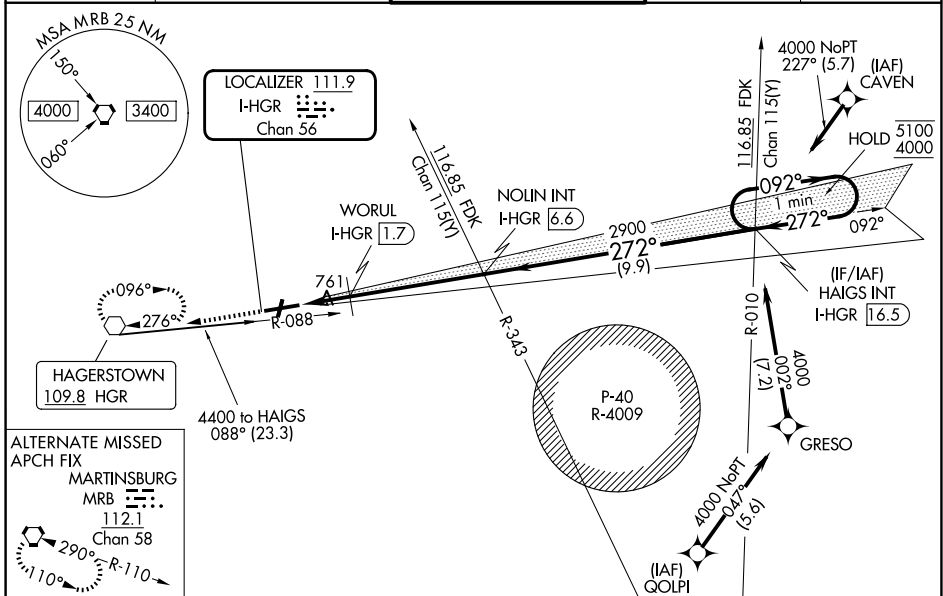 MSA MRB 25 NM
150°
4000
3400
060°
LOCALIZER 111.9
I-HGR
Chan 56
116.85 FDK
Chan 115(Y)
NOLIN INT
I-HGR 6.6
WORUL
I-HGR 1.7
116.85 FDK
Chan 115(Y)
4000 NoPT
227° (5.7)
(IAF)
CAVEN
HOLD
5100
4000
092°
1 min
272°
092°
2900
272°
(9.9)
(IF/IAF)
HAIGS INT
I-HGR 16.5
761
096°
276°
R-088
HAGERSTOWN
109.8 HGR
4400 to HAIGS
088° (23.3)
R-343
R-010
P-40
R-4009
4000
002°
(7.2)
GRESO
4000 NoPT
047°
(5.6)
(IAF)
QOLPI
ALTERNATE MISSED
APCH FIX
MARTINSBURG
MRB
112.1
Chan 58
290°
R-110
110°